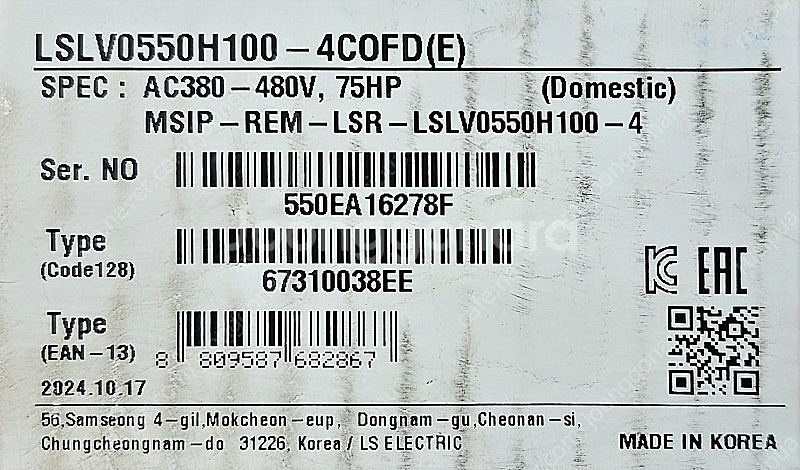 LSLV0550H100-4COFD(E)
SPEC : AC380-480V, 75HP (Domestic)
MSIP-REM-LSR-LSLV0550H100-4
Ser. NO
550EA16278F
Type
(Code128)
67310038EE
KC EAC
Type
(EAN-13)
8 809587 682867
2024.10.17
56,Samseong 4-gil,Mokcheon-eup, Dongnam-gu,Cheonan-si,
Chungcheongnam-do 31226, Korea / LS ELECTRIC
MADE IN KOREA